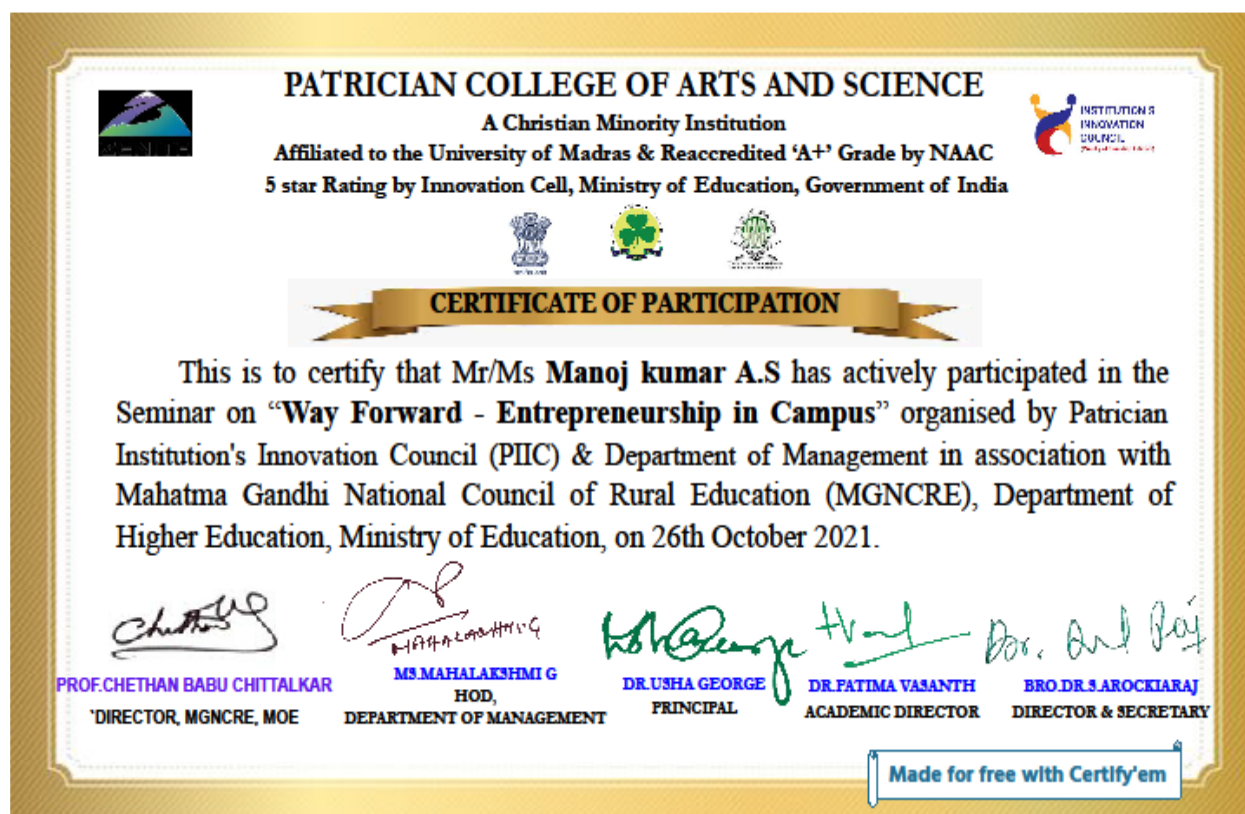 PATRICIAN COLLEGE OF ARTS AND SCIENCE
A Christian Minority Institution
Affiliated to the University of Madras & Reaccredited ‘A+’ Grade by NAAC
5 star Rating by Innovation Cell, Ministry of Education, Government of India
INSTITUTION'S
INNOVATION
COUNCIL
CERTIFICATE OF PARTICIPATION
This is to certify that Mr/Ms Manoj kumar A.S has actively participated in the
Seminar on “Way Forward - Entrepreneurship in Campus” organised by Patrician
Institution's Innovation Council (PIIC) & Department of Management in association with
Mahatma Gandhi National Council of Rural Education (MGNCRE), Department of
Higher Education, Ministry of Education, on 26th October 2021.
MAHALAKSHMI G
PROF.CHETHAN BABU CHITTALKAR
`DIRECTOR, MGNCRE, MOE
MS.MAHALAKSHMI G
HOD,
DEPARTMENT OF MANAGEMENT
DR.USHA GEORGE
PRINCIPAL
DR.FATIMA VASANTH
ACADEMIC DIRECTOR
BRO.DR.S.AROCKIARAJ
DIRECTOR & SECRETARY
Made for free with Certify'em